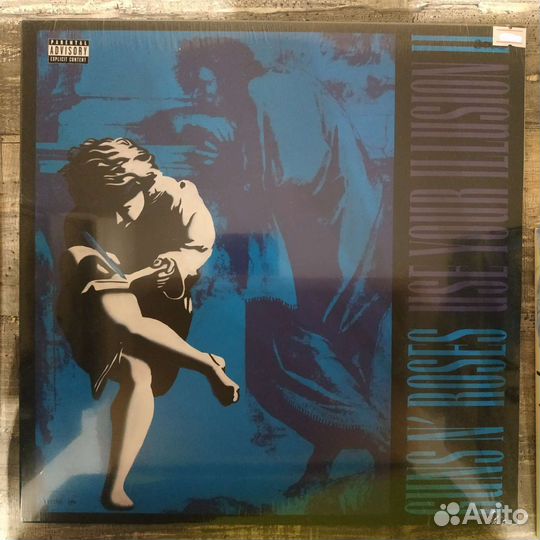 PARENTAL
ADVISORY
EXPLICIT CONTENT
GUNS N' ROSES USE YOUR ILLUSION II
Avito